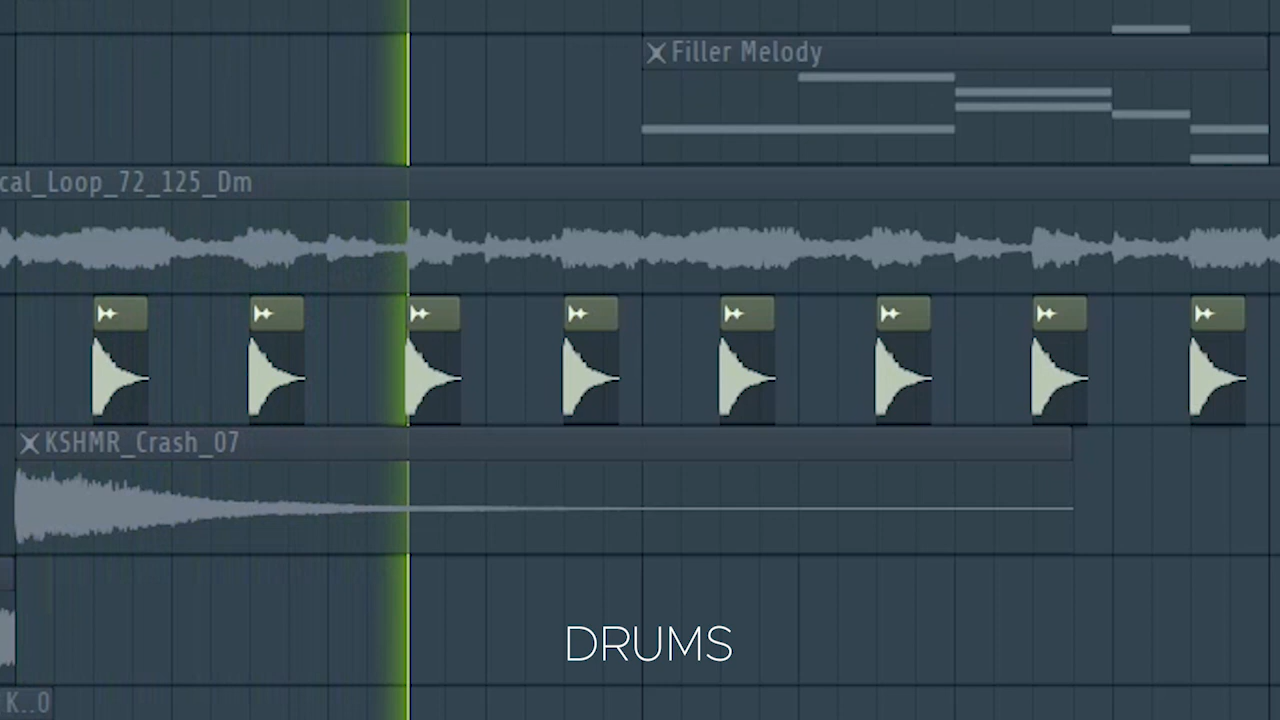 Filler Melody
cal_Loop_72_125_Dm
KSHMR_Crash_07
DRUMS
K..0